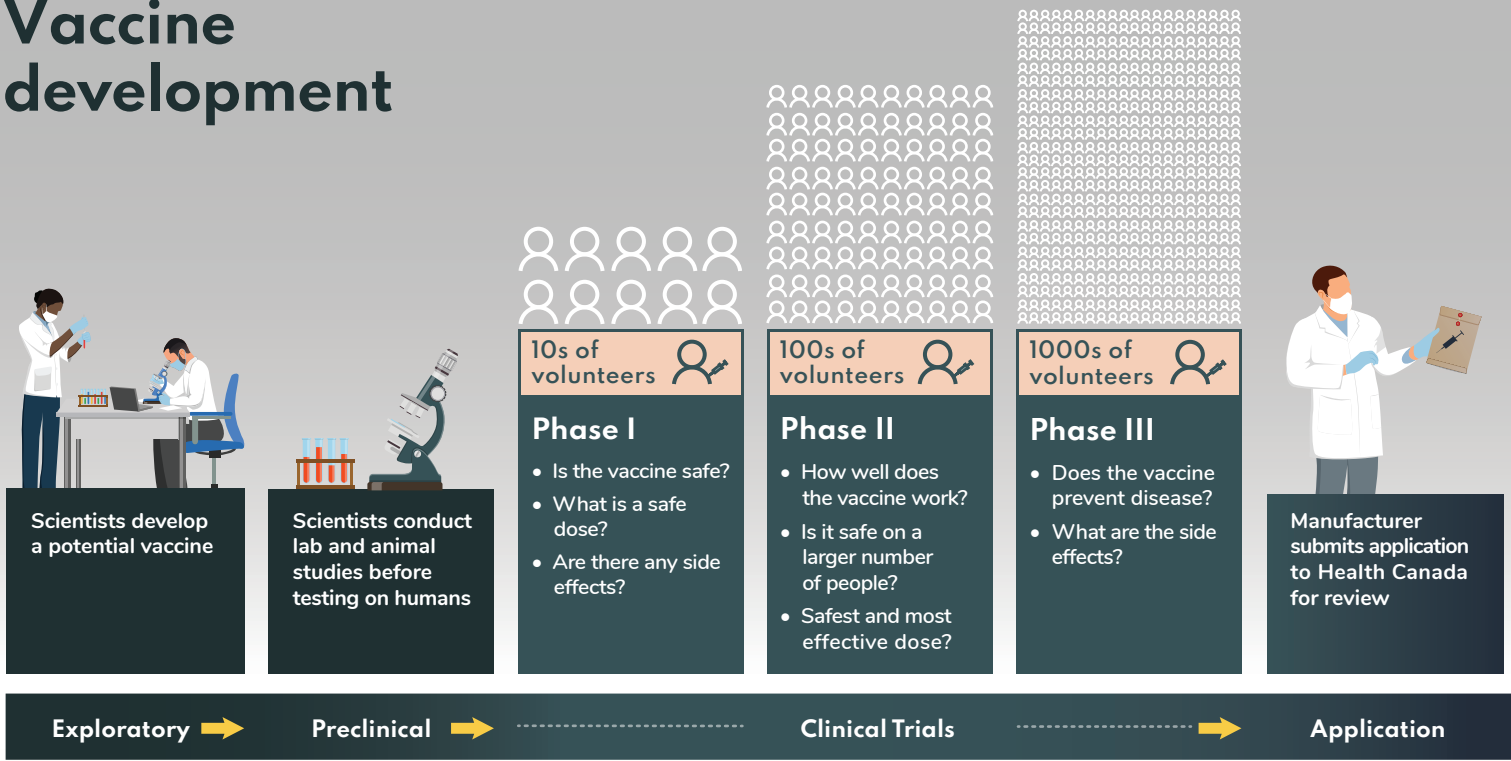 Vaccine
development
Scientists develop
a potential vaccine
Scientists conduct
lab and animal
studies before
testing on humans
10s of
volunteers
Phase I
• Is the vaccine safe?
• What is a safe
dose?
• Are there any side
effects?
100s of
volunteers
Phase II
• How well does
the vaccine work?
• Is it safe on a
larger number
of people?
• Safest and most
effective dose?
1000s of
volunteers
Phase III
• Does the vaccine
prevent disease?
• What are the side
effects?
Manufacturer
submits application
to Health Canada
for review
Exploratory
Preclinical
Clinical Trials
Application